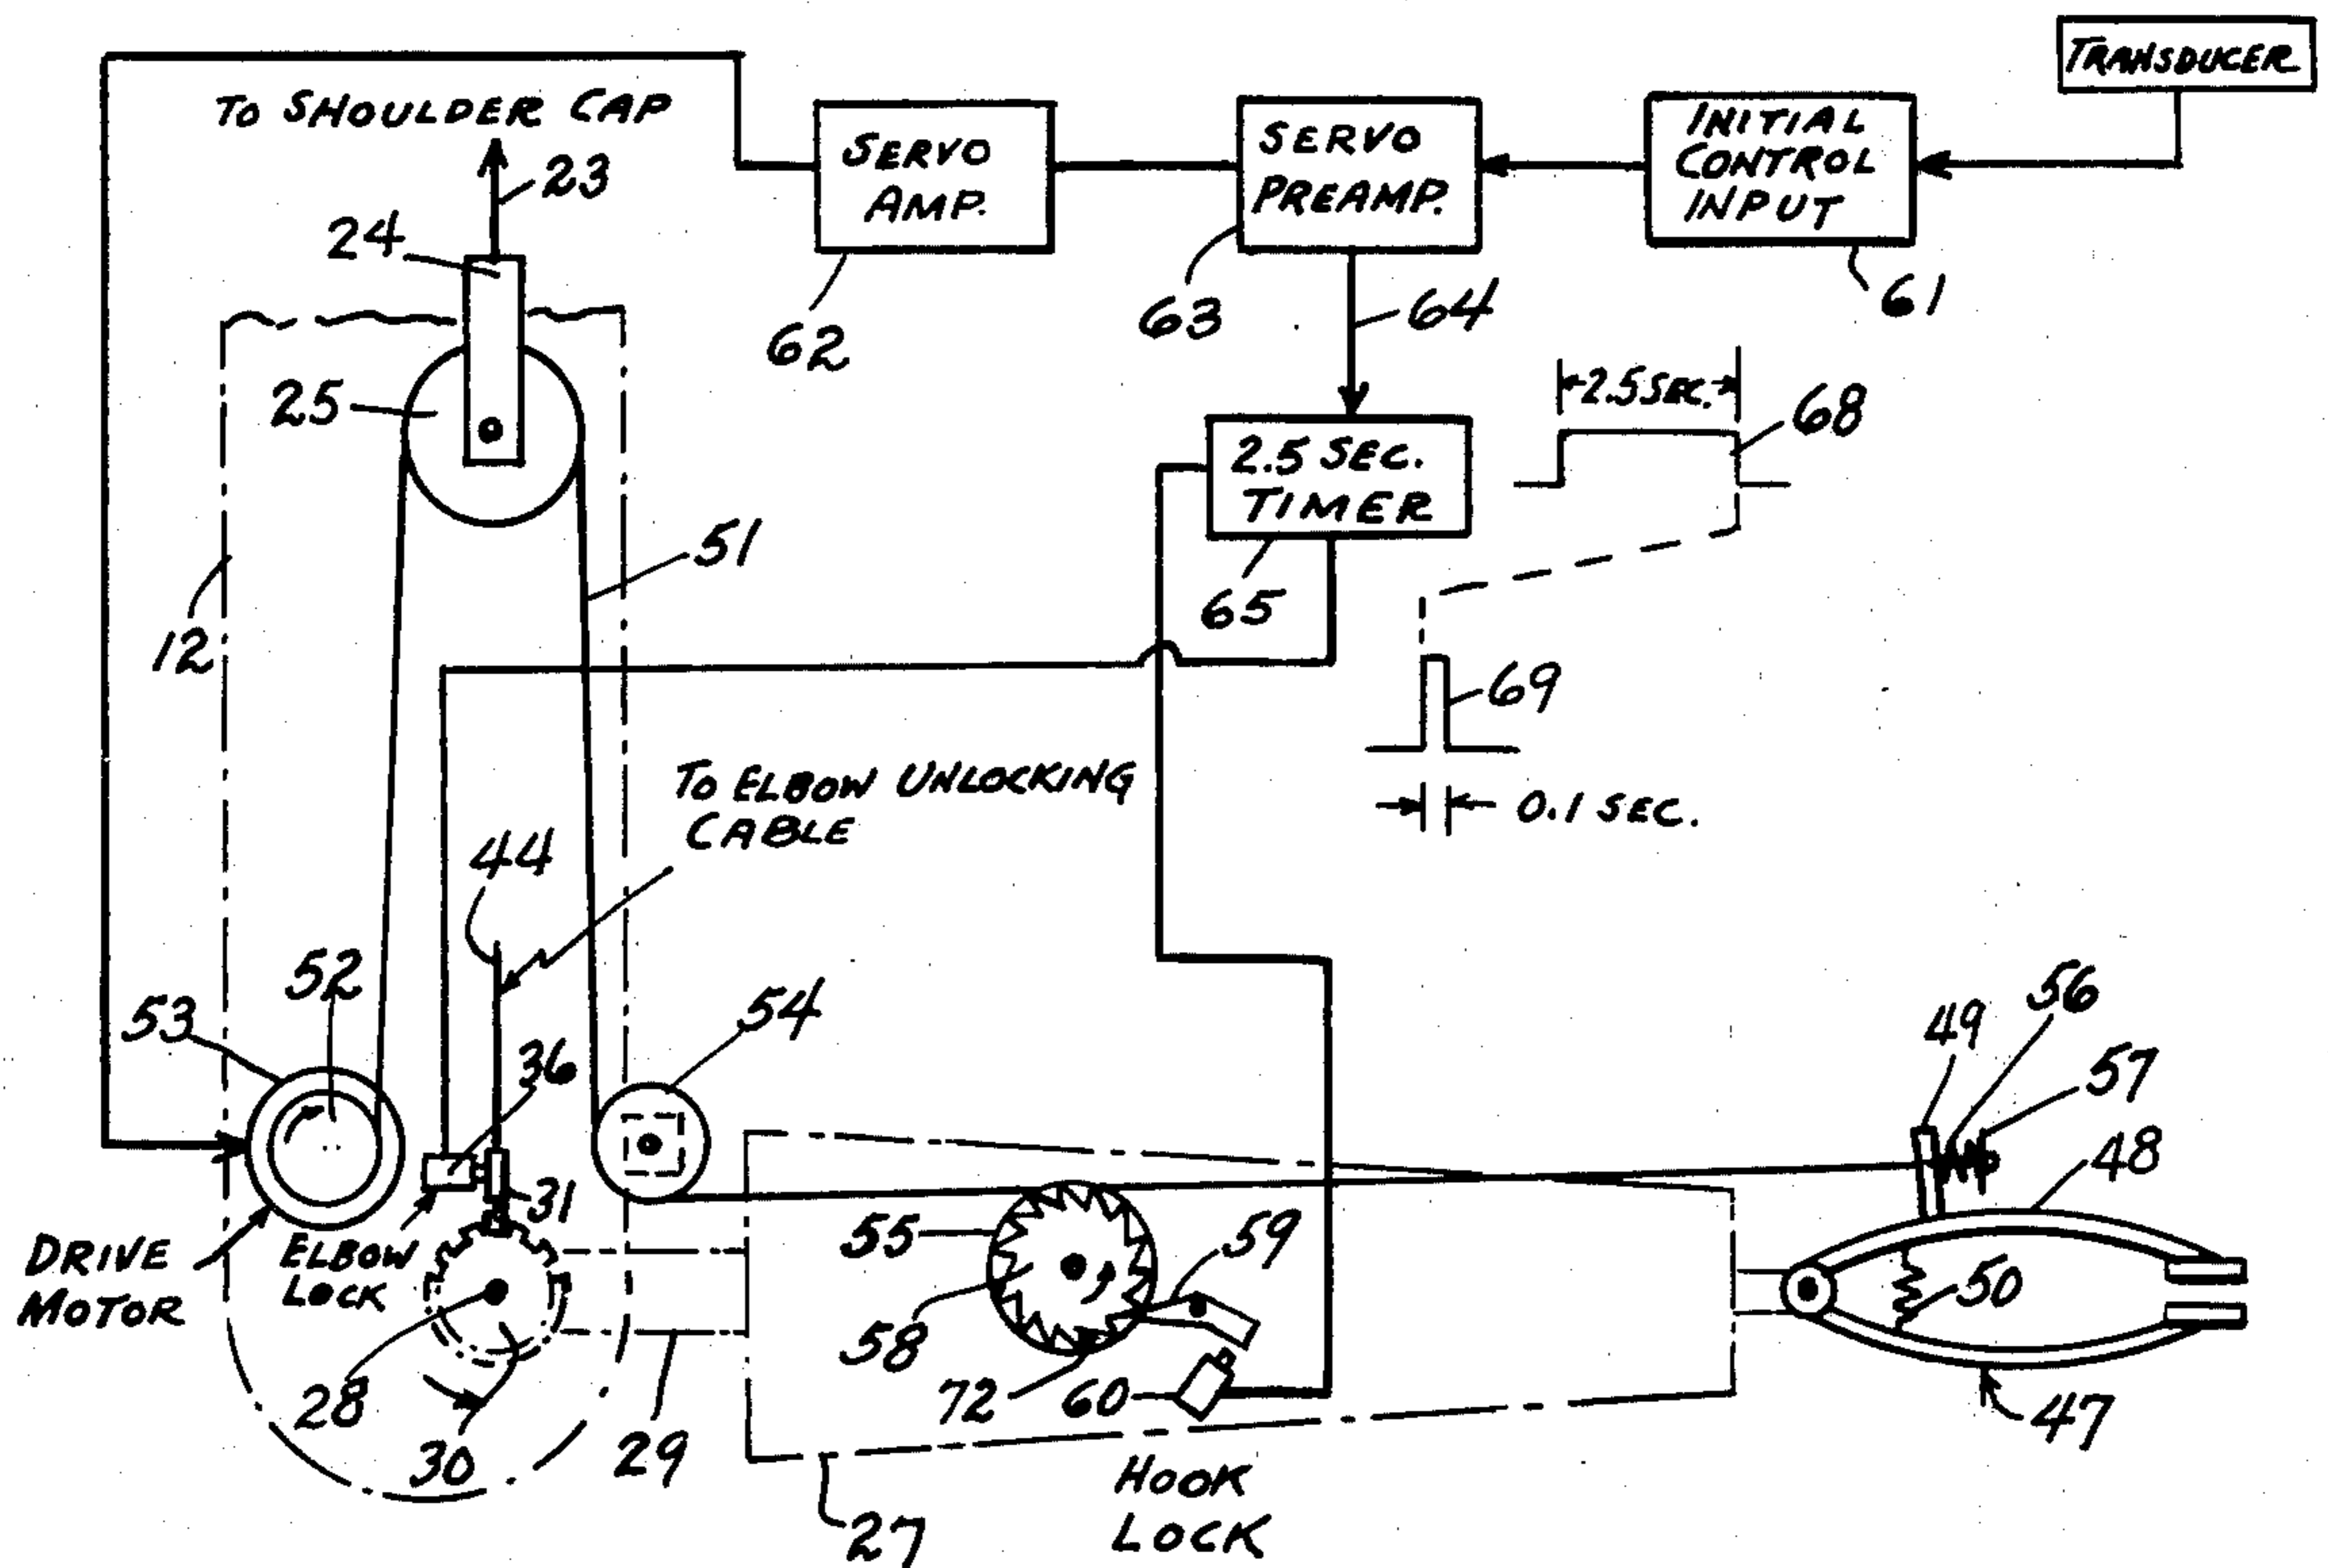 TRANSDUCER
TO SHOULDER CAP
SERVO
AMP.
SERVO
PREAMP.
INITIAL
CONTROL
INPUT
23
24
62
63
64
61
25
2.5 SEC.
68
2.5 SEC.
TIMER
51
65
12
69
TO ELBOW UNLOCKING
CABLE
0.1 SEC.
44
52
53
54
56
49
57
36
48
31
55
59
DRIVE
MOTOR
ELBOW
LOCK
50
58
28
72
60
47
30
29
HOOK
LOCK
27